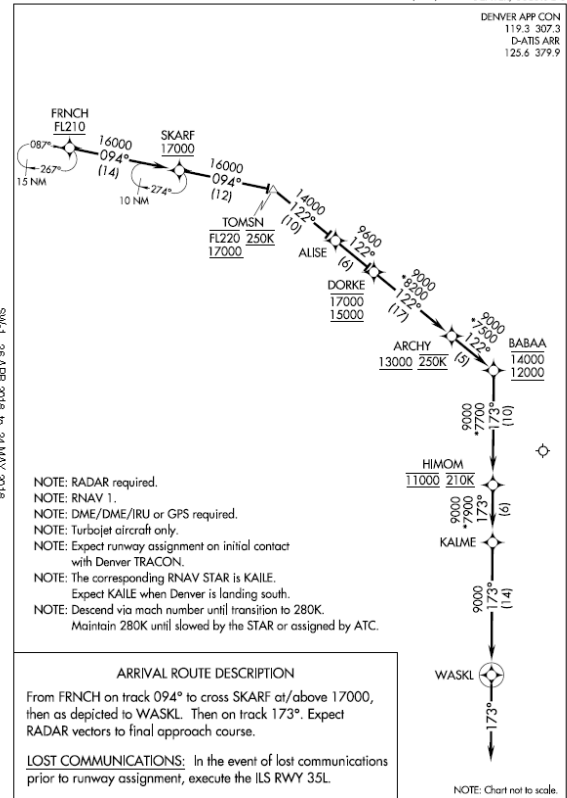 DENVER APP CON
119.3 307.3
D-ATIS ARR
125.6 379.9
FRNCH
FL210
087°
267°
15 NM
16000
094°
(14)
SKARF
17000
274°
10 NM
16000
094°
(12)
TOMSN
FL220 250K
17000
14000
122°
(10)
ALISE
9600
122°
(6)
DORKE
17000
15000
9000
*8200
122°
(17)
ARCHY
13000 250K
9000
*7500
122°
(5)
BABAA
14000
12000
9000
*7700
173°
(10)
HIMOM
11000 210K
9000
*7900
173°
(6)
KALME
9000
173°
(14)
WASKL
173°
SW-1, 26 APR 2018 to 24 MAY 2018
NOTE: RADAR required.
NOTE: RNAV 1.
NOTE: DME/DME/IRU or GPS required.
NOTE: Turbojet aircraft only.
NOTE: Expect runway assignment on initial contact
with Denver TRACON.
NOTE: The corresponding RNAV STAR is KAILE.
Expect KAILE when Denver is landing south.
NOTE: Descend via mach number until transition to 280K.
Maintain 280K until slowed by the STAR or assigned by ATC.
ARRIVAL ROUTE DESCRIPTION
From FRNCH on track 094° to cross SKARF at/above 17000,
then as depicted to WASKL. Then on track 173°. Expect
RADAR vectors to final approach course.
LOST COMMUNICATIONS: In the event of lost communications
prior to runway assignment, execute the ILS RWY 35L.
NOTE: Chart not to scale.